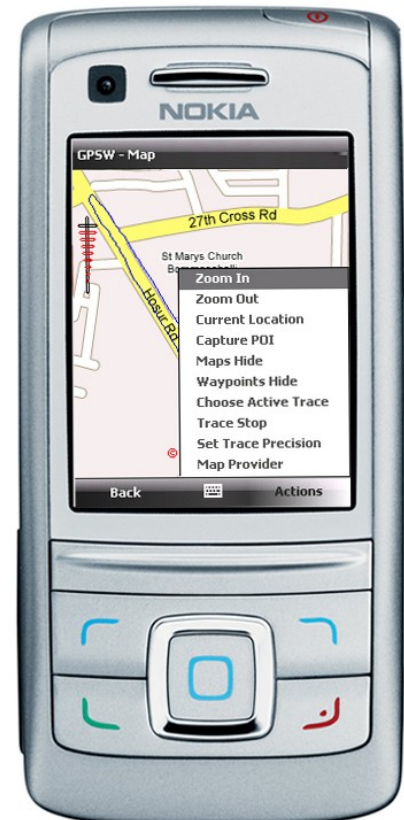 NOKIA
GPSW - Map
27th Cross Rd
St Marys Church
Hosur Rd
Zoom In
Zoom Out
Current Location
Capture POI
Maps Hide
Waypoints Hide
Choose Active Trace
Trace Stop
Set Trace Precision
Map Provider
©
Back
Actions